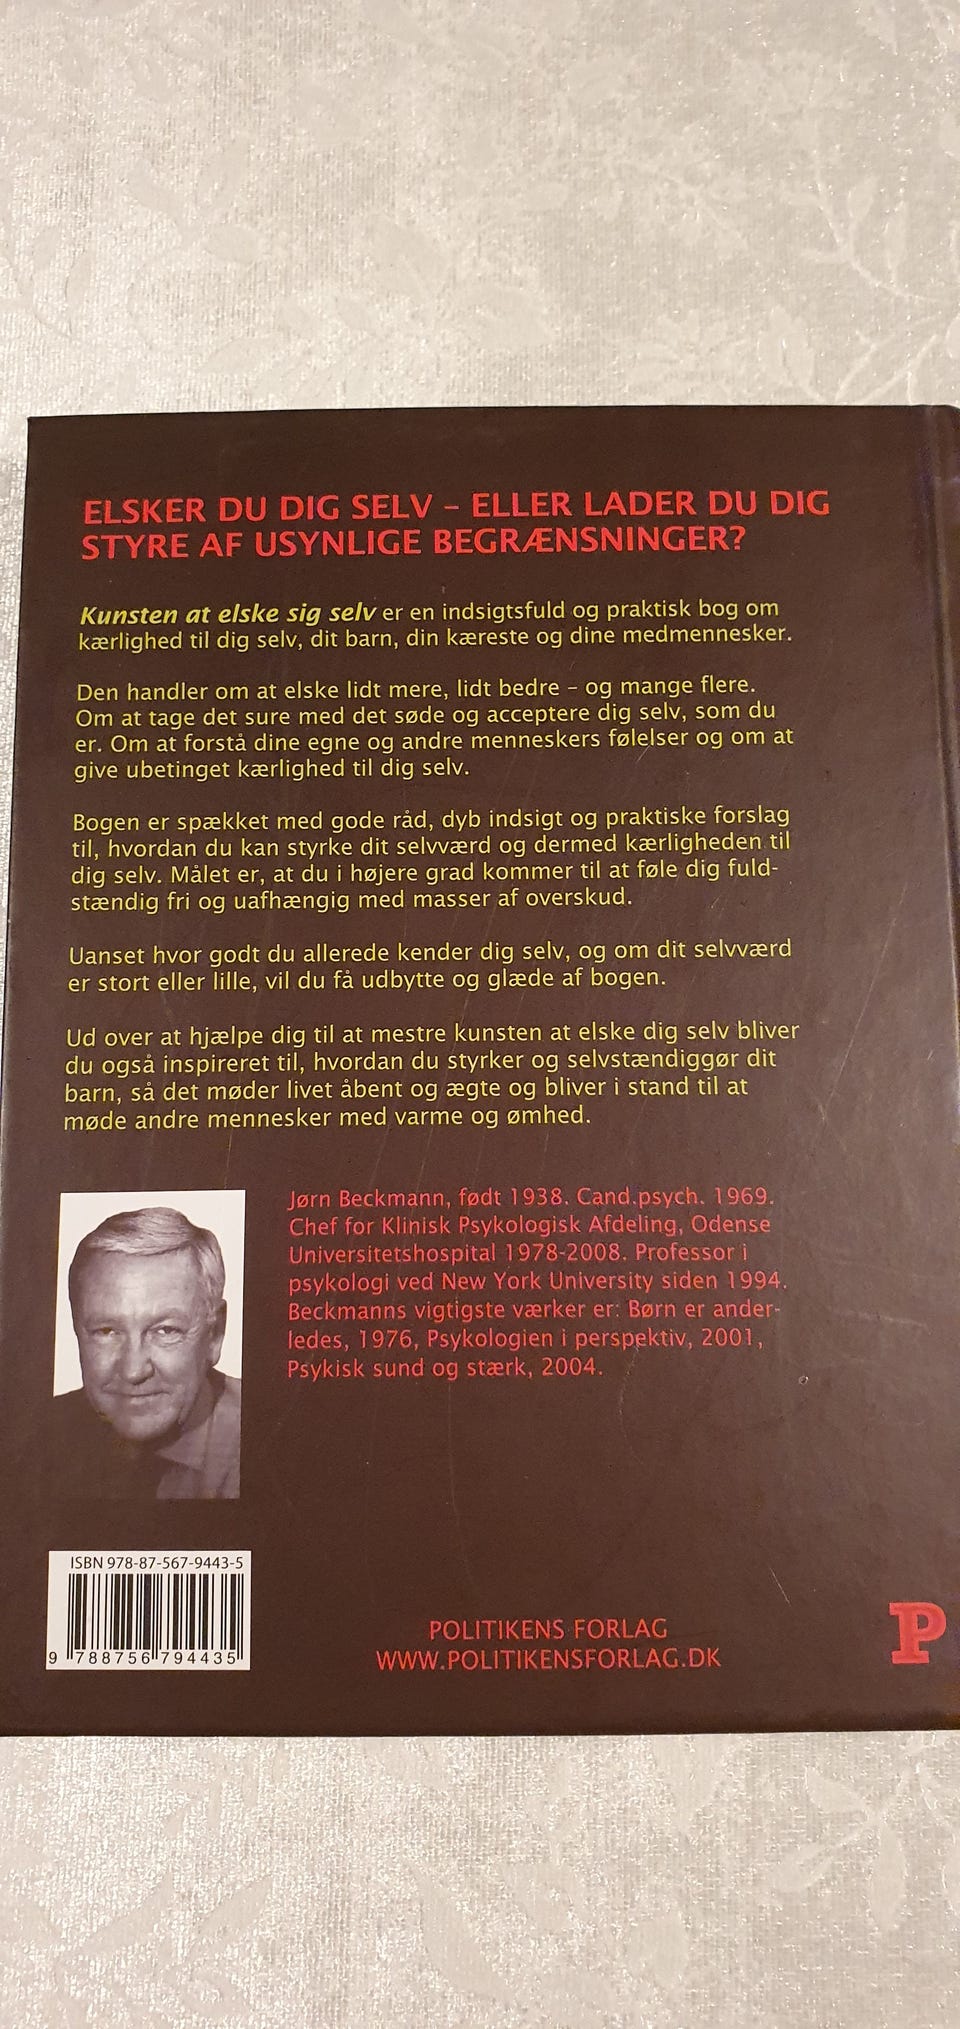 ELSKER DU DIG SELV – ELLER LADER DU DIG
STYRE AF USYNLIGE BEGRÆNSNINGER?
Kunsten at elske sig selv er en indsigtsfuld og praktisk bog om
kærlighed til dig selv, dit barn, din kæreste og dine medmennesker.
Den handler om at elske lidt mere, lidt bedre – og mange flere.
Om at tage det sure med det søde og acceptere dig selv, som du
er. Om at forstå dine egne og andre menneskers følelser og om at
give ubetinget kærlighed til dig selv.
Bogen er spækket med gode råd, dyb indsigt og praktiske forslag
til, hvordan du kan styrke dit selvværd og dermed kærligheden til
dig selv. Målet er, at du i højere grad kommer til at føle dig fuld-
stændig fri og uafhængig med masser af overskud.
Uanset hvor godt du allerede kender dig selv, og om dit selvværd
er stort eller lille, vil du få udbytte og glæde af bogen.
Ud over at hjælpe dig til at mestre kunsten at elske dig selv bliver
du også inspireret til, hvordan du styrker og selvstændiggør dit
barn, så det møder livet åbent og ægte og bliver i stand til at
møde andre mennesker med varme og ømhed.
Jørn Beckmann, født 1938. Cand.psych. 1969.
Chef for Klinisk Psykologisk Afdeling, Odense
Universitetshospital 1978-2008. Professor i
psykologi ved New York University siden 1994.
Beckmanns vigtigste værker er: Børn er ander-
ledes, 1976, Psykologien i perspektiv, 2001,
Psykisk sund og stærk, 2004.
ISBN 978-87-567-9443-5
9 788756 794435
POLITIKENS FORLAG
WWW.POLITIKENSFORLAG.DK
P